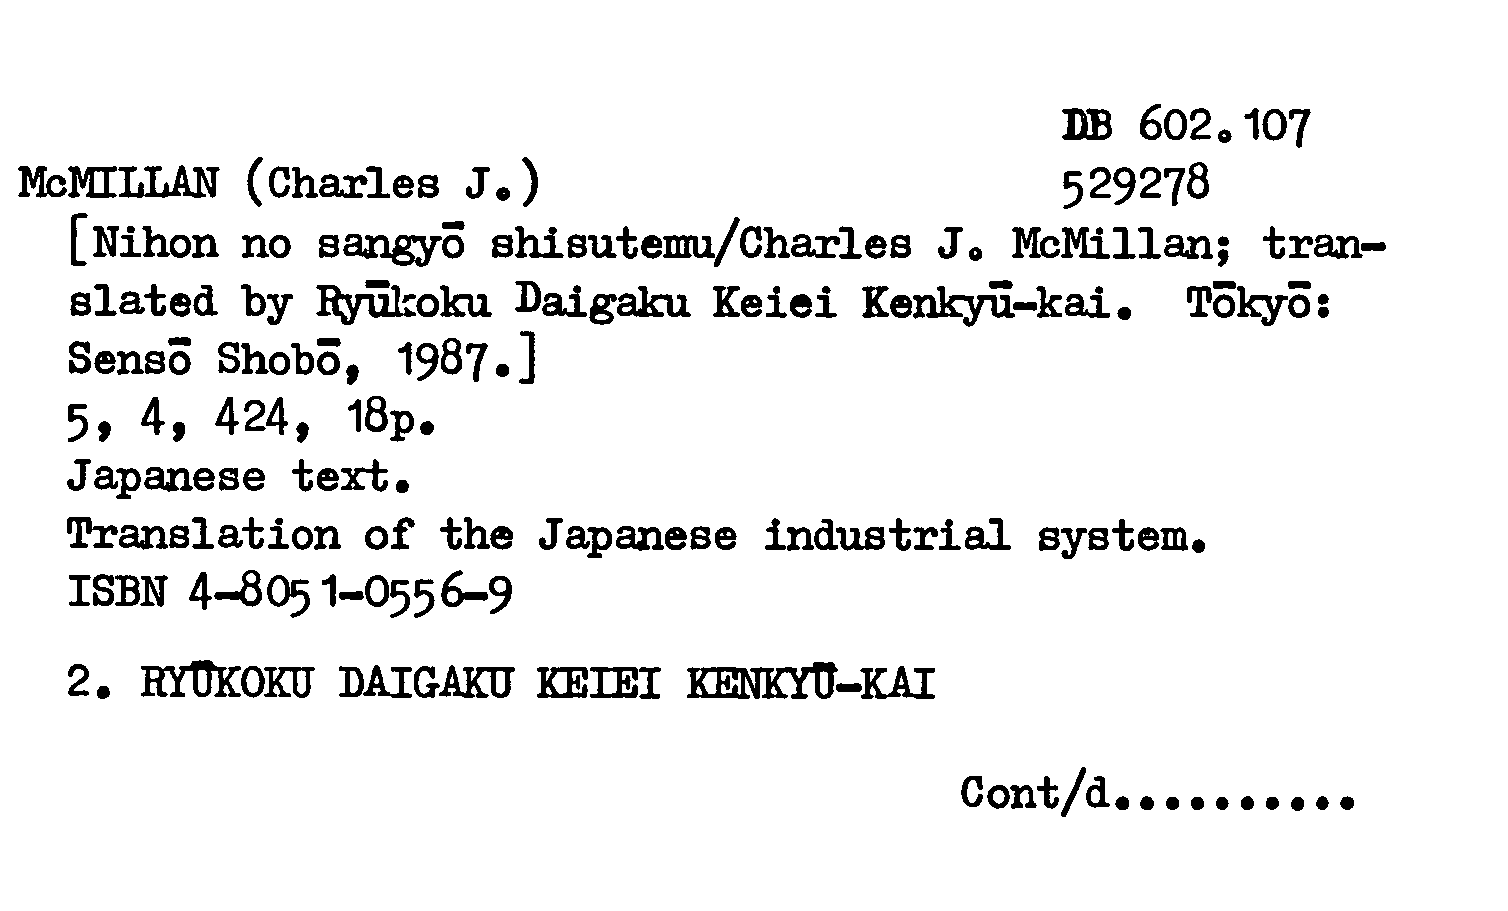 DB 602.107
McMILLAN (Charles J.) 529278
[Nihon no sangyō shisutemu/Charles J. McMillan; tran-
slated by Ryūkoku Daigaku Keiei Kenkyū-kai. Tōkyō:
Sensō Shobō, 1987.]
5, 4, 424, 18p.
Japanese text.
Translation of the Japanese industrial system.
ISBN 4-8051-0556-9
2. RYŪKOKU DAIGAKU KEIEI KENKYŪ-KAI
Cont/d..........